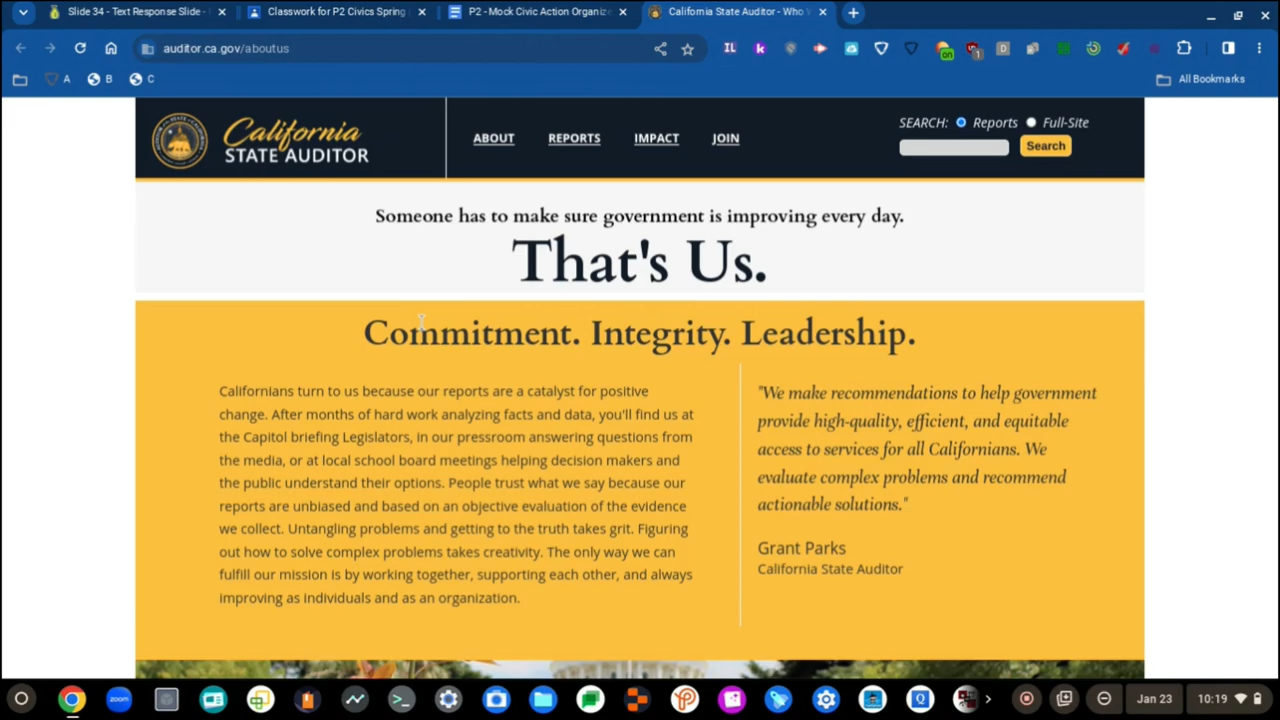 Slide 34 - Text Response Slide -
Classwork for P2 Civics Spring
P2 - Mock Civic Action Organize
California State Auditor - Who
auditor.ca.gov/aboutus
A
B
C
All Bookmarks
California
STATE AUDITOR
ABOUT
REPORTS
IMPACT
JOIN
SEARCH: Reports Full-Site
Search
Someone has to make sure government is improving every day.
That's Us.
Commitment. Integrity. Leadership.
Californians turn to us because our reports are a catalyst for positive
change. After months of hard work analyzing facts and data, you'll find us at
the Capitol briefing Legislators, in our pressroom answering questions from
the media, or at local school board meetings helping decision makers and
the public understand their options. People trust what we say because our
reports are unbiased and based on an objective evaluation of the evidence
we collect. Untangling problems and getting to the truth takes grit. Figuring
out how to solve complex problems takes creativity. The only way we can
fulfill our mission is by working together, supporting each other, and always
improving as individuals and as an organization.
"We make recommendations to help government
provide high-quality, efficient, and equitable
access to services for all Californians. We
evaluate complex problems and recommend
actionable solutions."
Grant Parks
California State Auditor
zoom
Jan 23
10:19